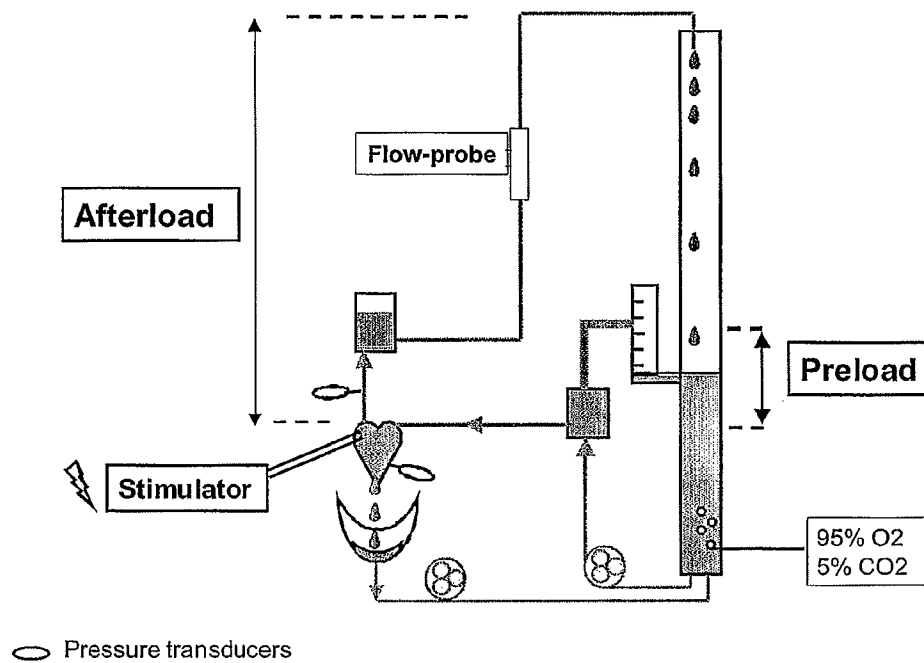 Flow-probe
Afterload
Preload
Stimulator
95% O2
5% CO2
Pressure transducers